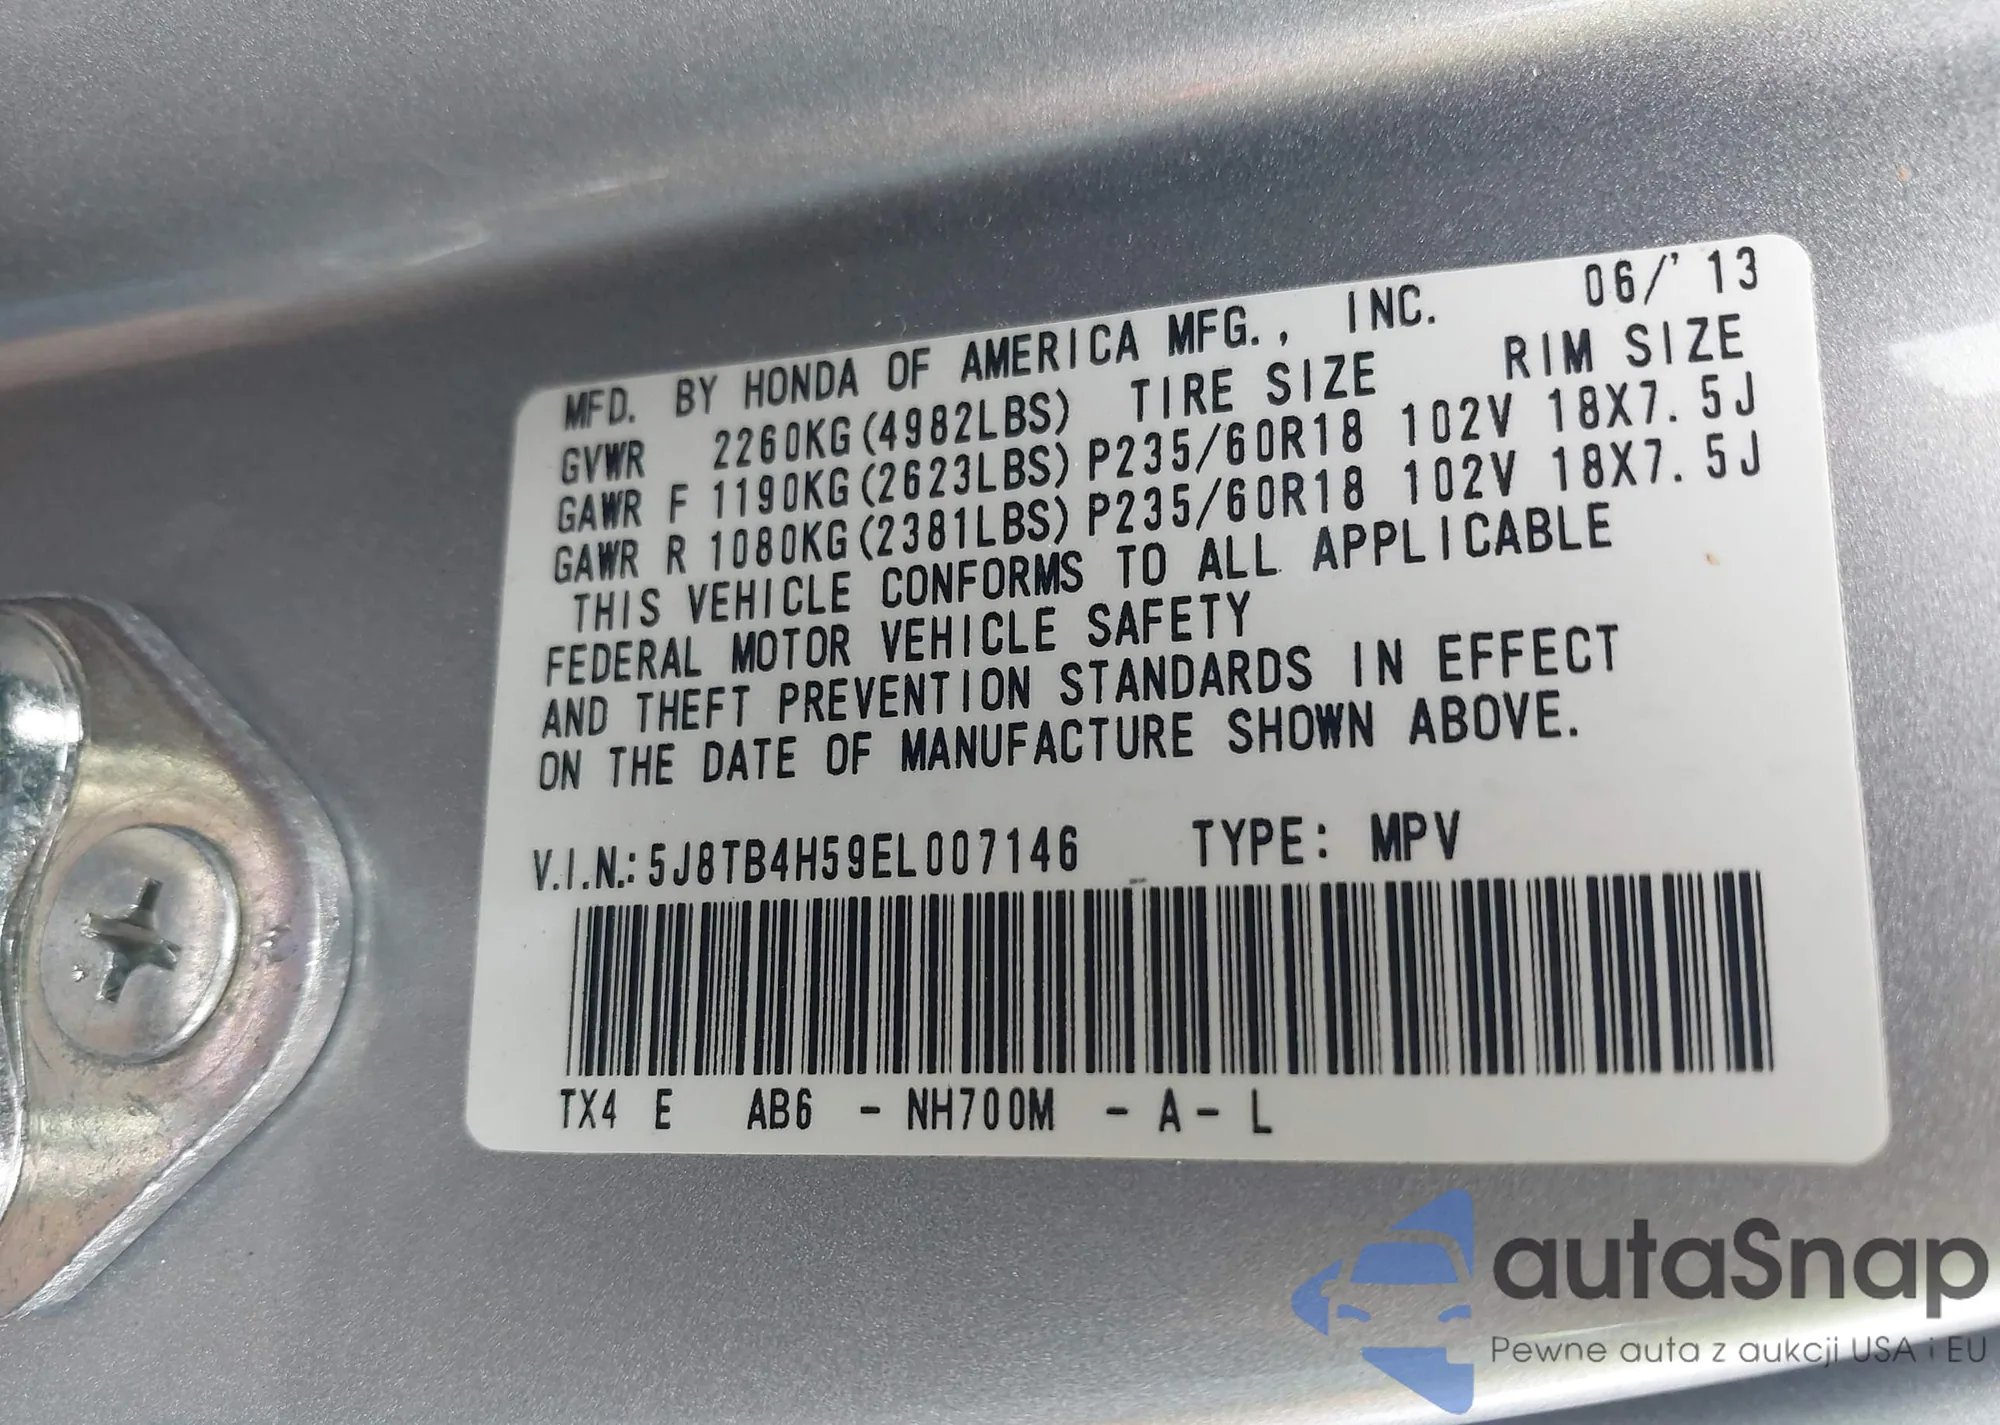 06/'13
MFD. BY HONDA OF AMERICA MFG., INC.
GVWR 2260KG(4982LBS) TIRE SIZE RIM SIZE
GAWR F 1190KG(2623LBS) P235/60R18 102V 18X7.5J
GAWR R 1080KG(2381LBS) P235/60R18 102V 18X7.5J
THIS VEHICLE CONFORMS TO ALL APPLICABLE
FEDERAL MOTOR VEHICLE SAFETY
AND THEFT PREVENTION STANDARDS IN EFFECT
ON THE DATE OF MANUFACTURE SHOWN ABOVE.
V.I.N.: 5J8TB4H59EL007146 TYPE: MPV
TX4 E AB6 - NH700M - A - L
autaSnap
Pewne auta z aukcji USA i EU